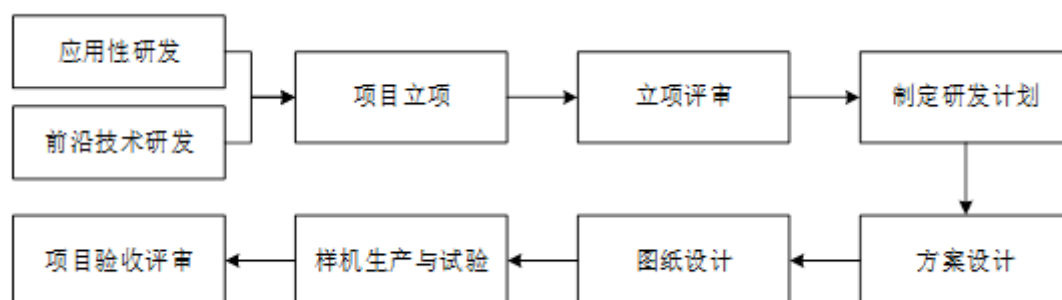 应用性研发
前沿技术研发
项目立项
立项评审
制定研发计划
方案设计
图纸设计
样机生产与试验
项目验收评审